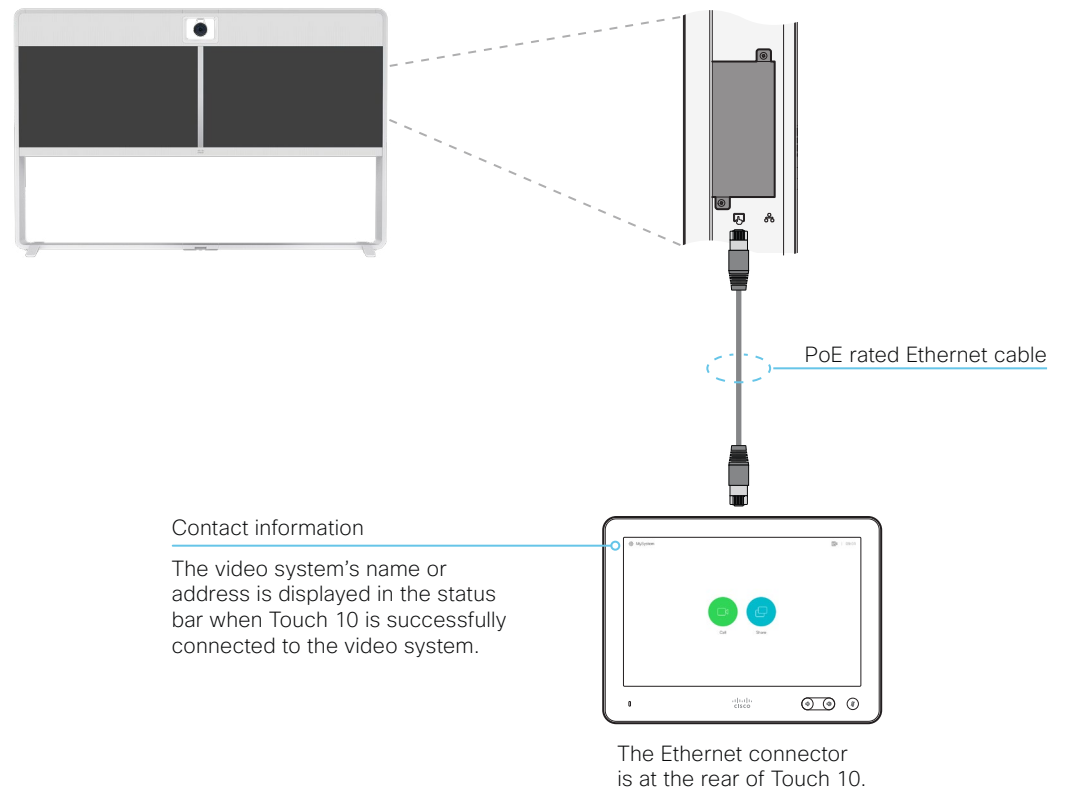 PoE rated Ethernet cable
Contact information
The video system’s name or
address is displayed in the status
bar when Touch 10 is successfully
connected to the video system.
MySystem
Call Share
cisco
The Ethernet connector
is at the rear of Touch 10.